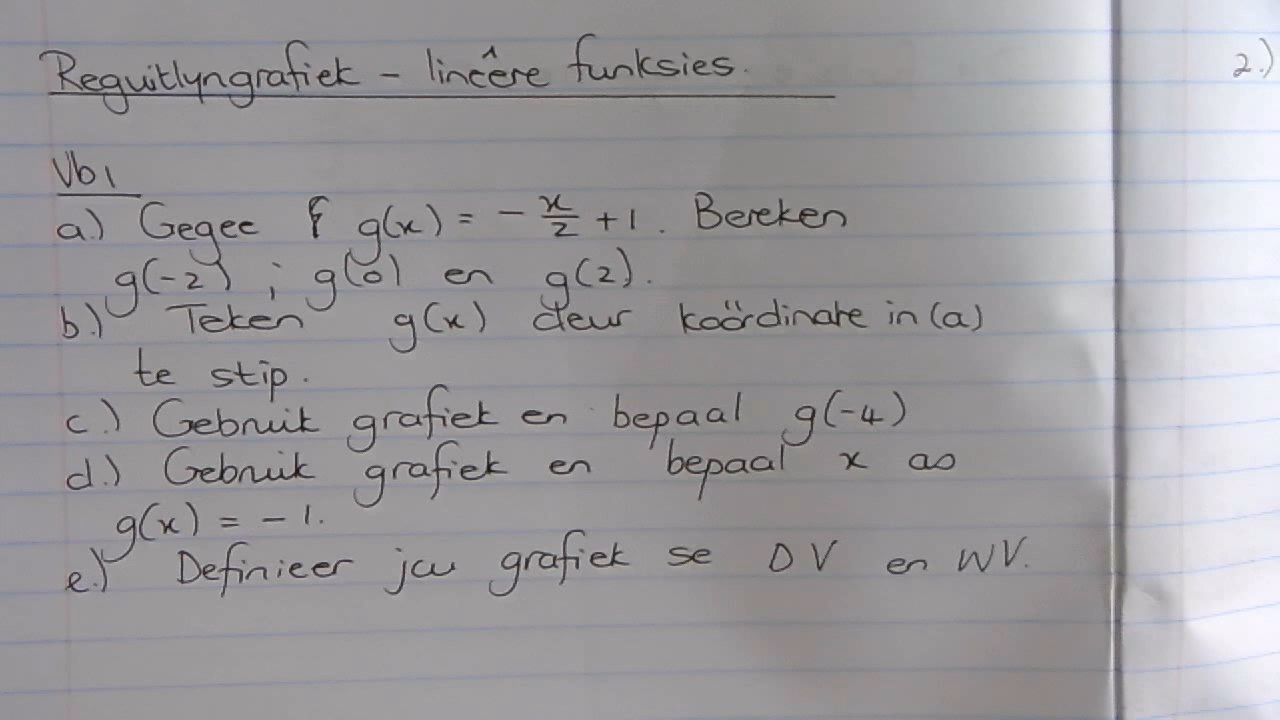 Reguitlyngrafiek – lineêre funksies.
2.)
Vb1
a.) Gegee g(x) = - x/2 + 1. Bereken
g(-2) ; g(0) en g(2).
b.) Teken g(x) deur koördinate in (a)
te stip.
c.) Gebruik grafiek en bepaal g(-4)
d.) Gebruik grafiek en bepaal x as
g(x) = -1.
e.) Definieer jou grafiek se DV en WV.